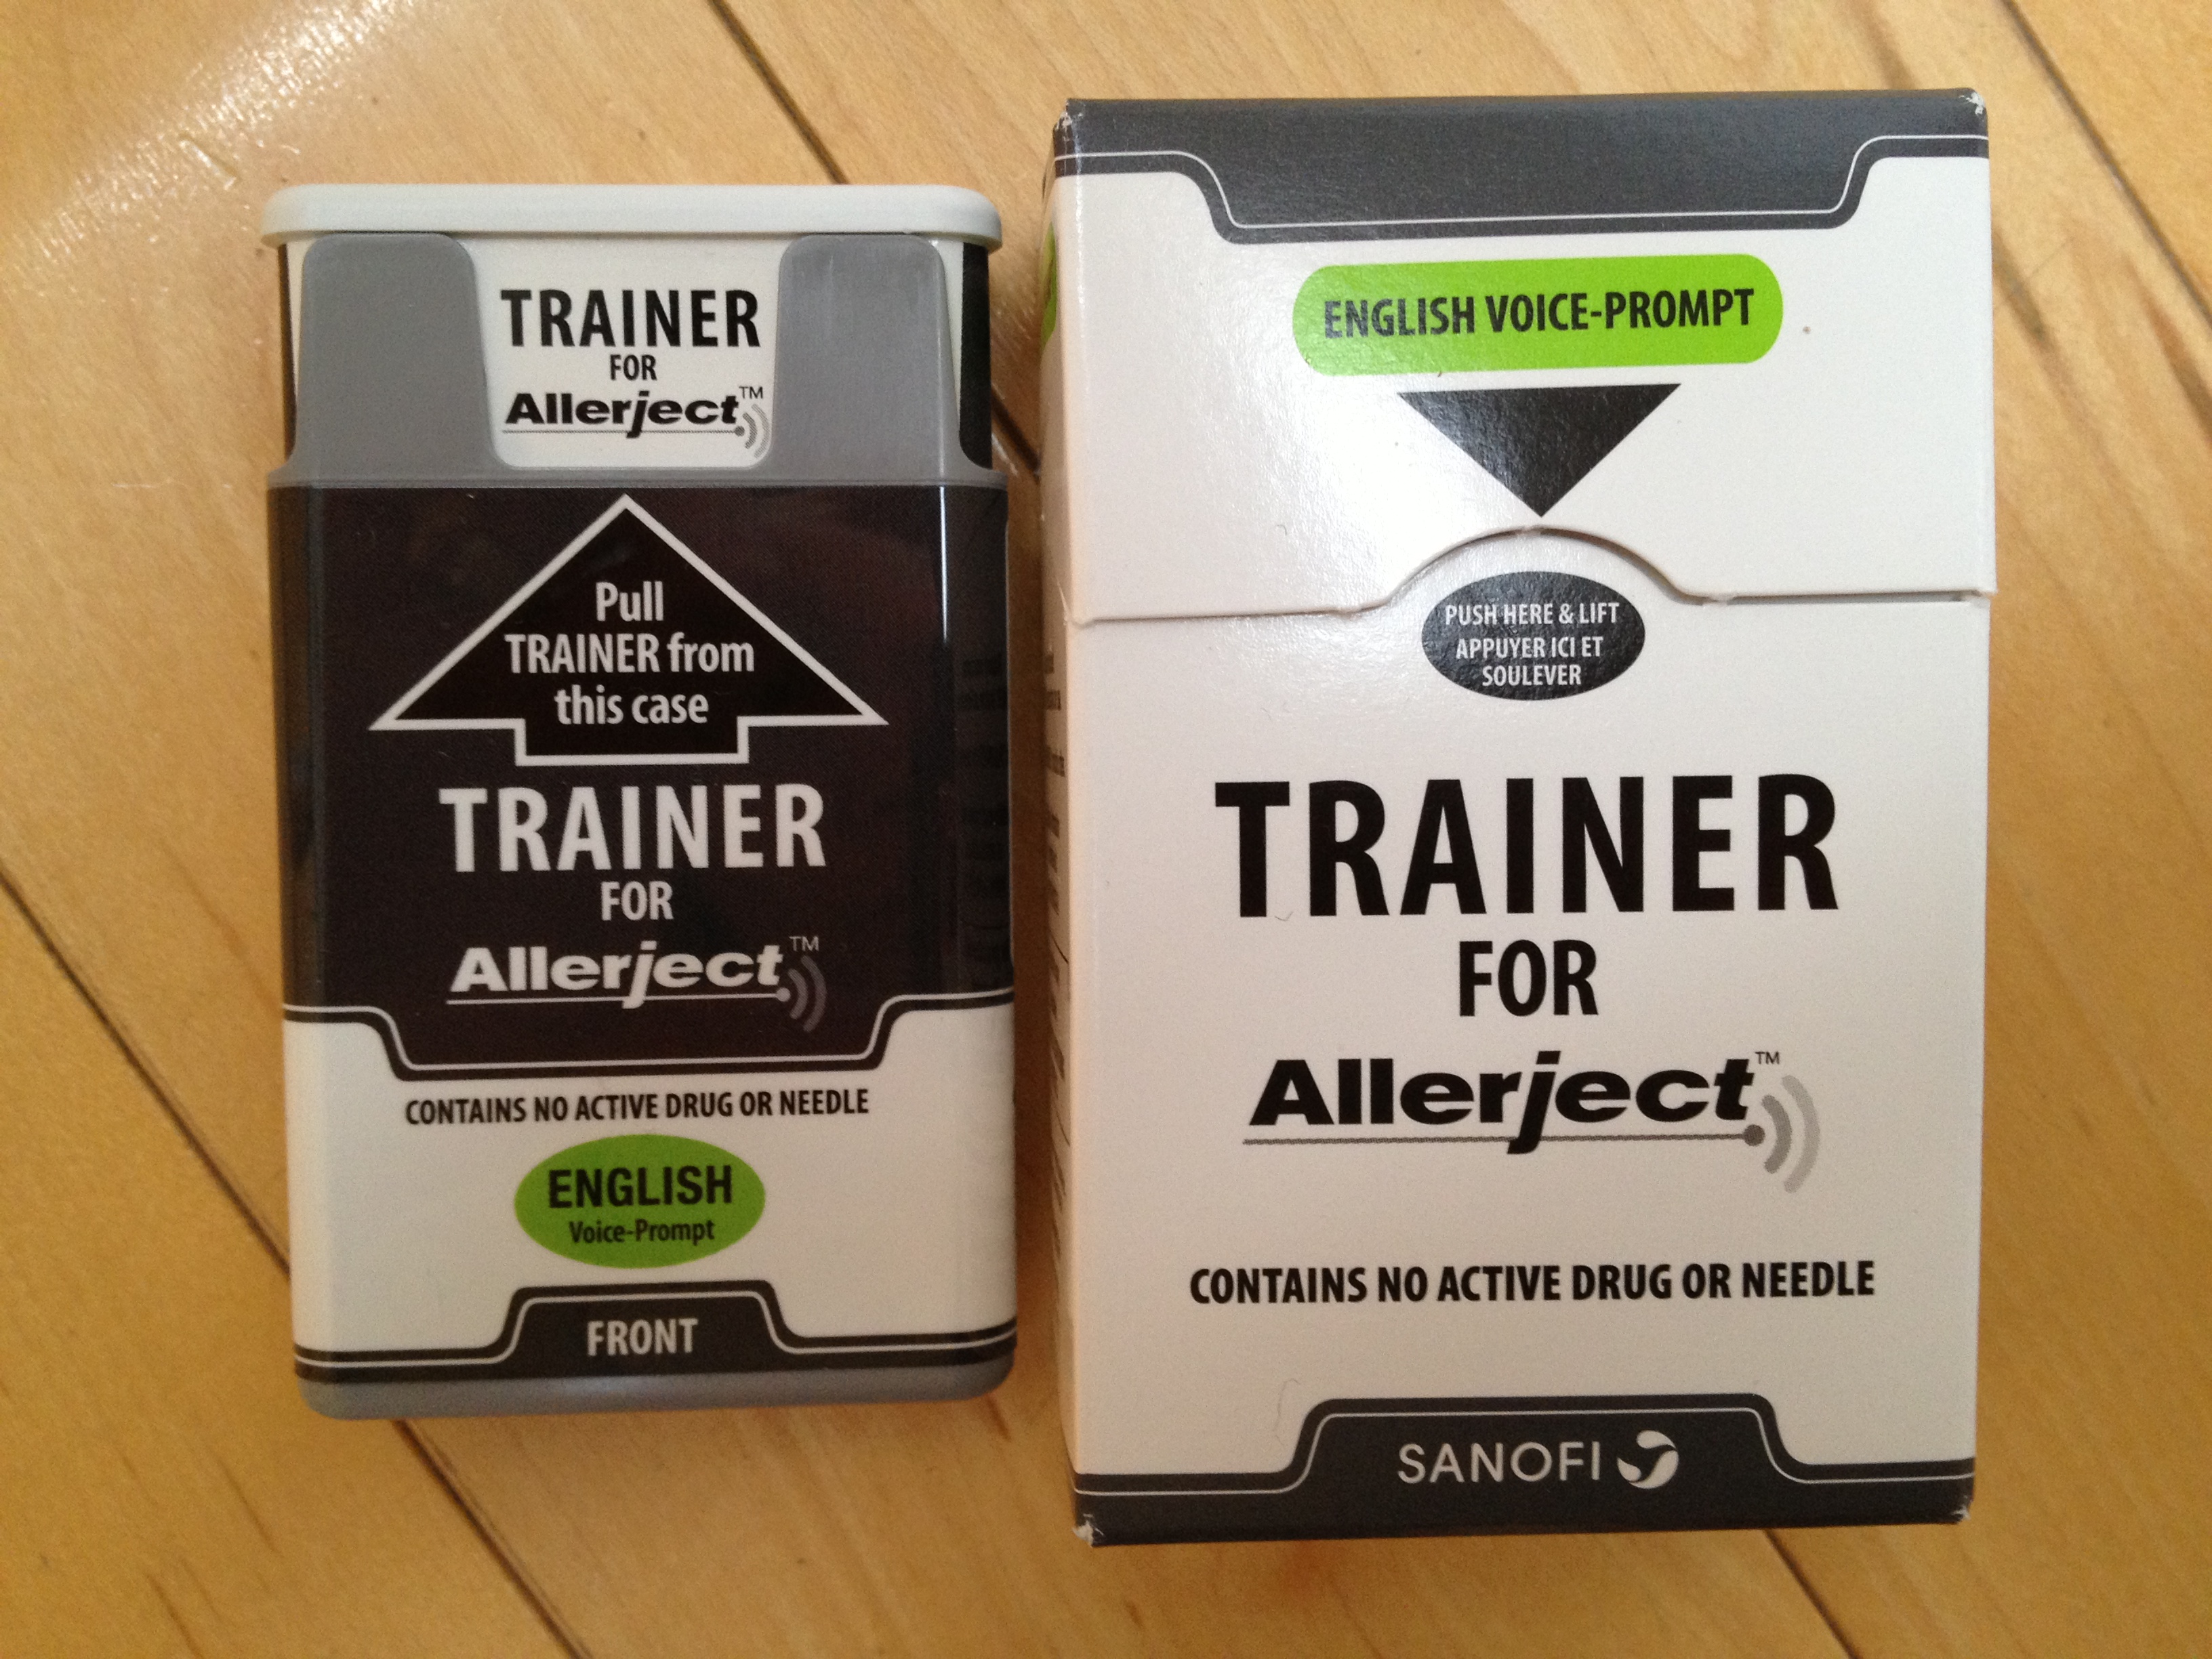 TRAINER
FOR
Allerject™
Pull
TRAINER from
this case
TRAINER
FOR
Allerject™
CONTAINS NO ACTIVE DRUG OR NEEDLE
ENGLISH
Voice-Prompt
FRONT
ENGLISH VOICE-PROMPT
PUSH HERE & LIFT
APPUYER ICI ET
SOULEVER
TRAINER
FOR
Allerject™
CONTAINS NO ACTIVE DRUG OR NEEDLE
SANOFI